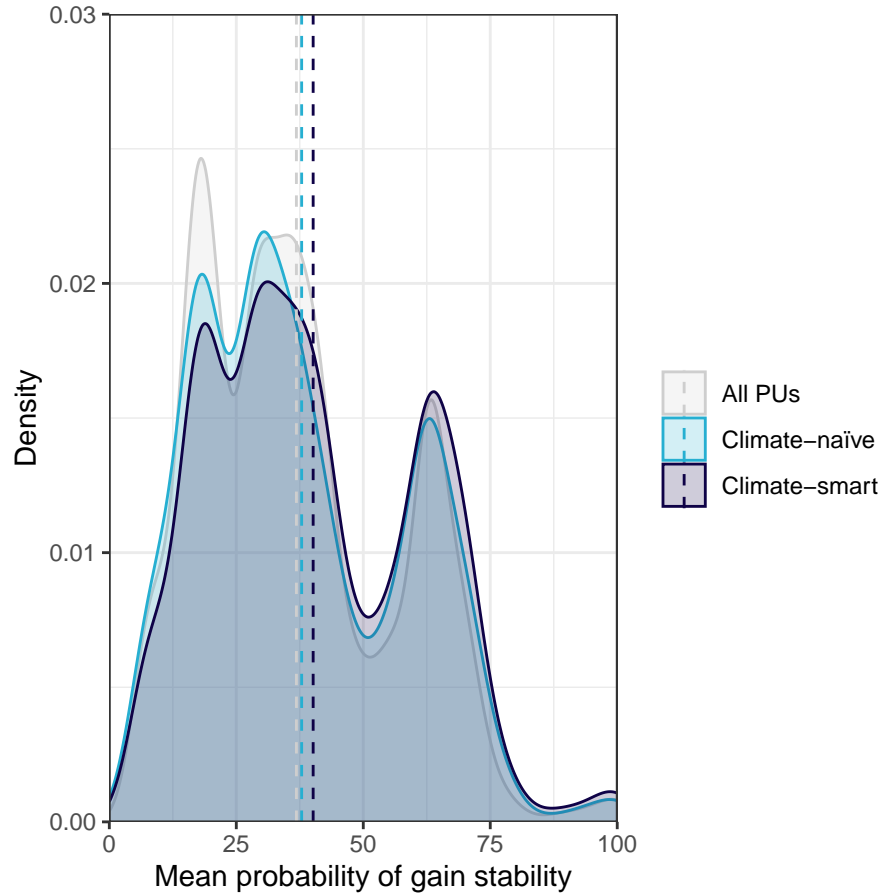 0.03
0.02
0.01
0.00
Density
0
25
50
75
100
Mean probability of gain stability
All PUs
Climate−naïve
Climate−smart